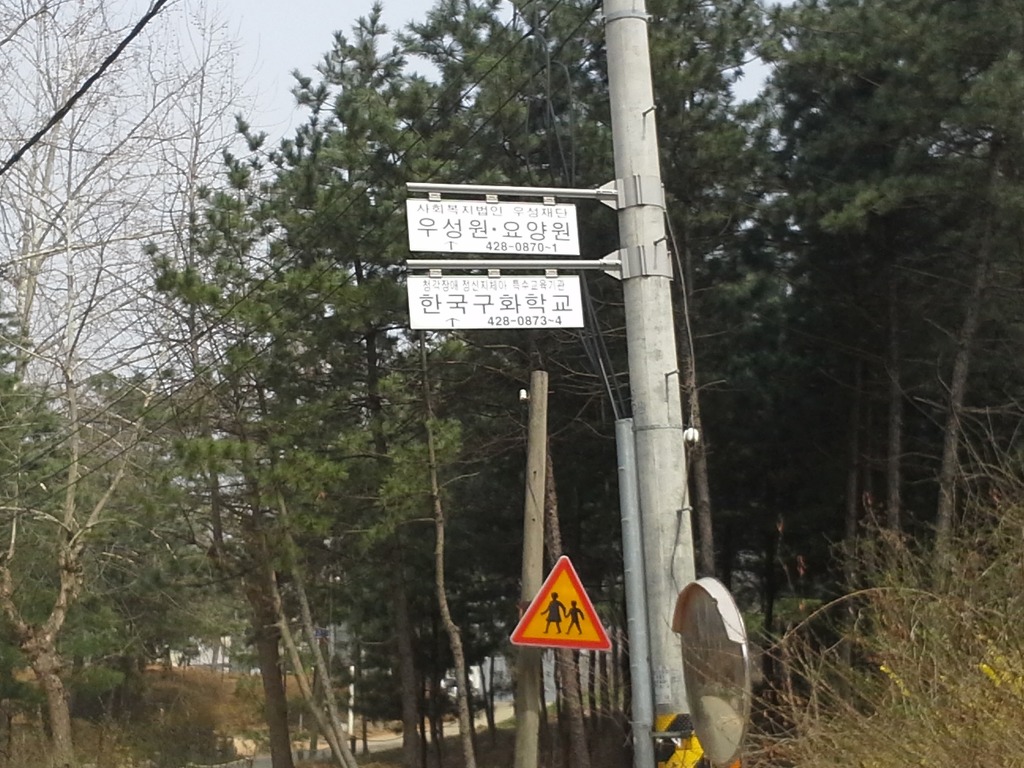 사회복지법인 우성재단
우성원·요양원
↑ 428-0870~1
청각장애 정신지체아 특수교육기관
한국구화학교
↑ 428-0873~4